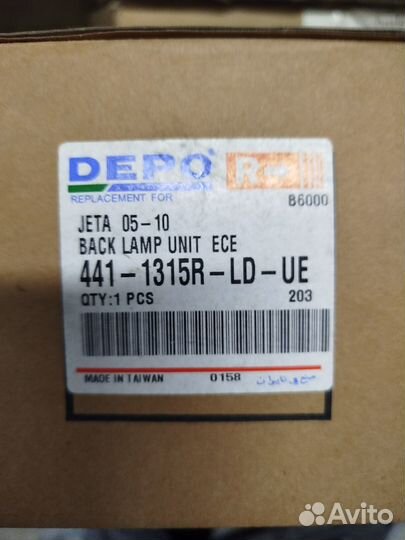 DEPO R
REPLACEMENT FOR
B6000
JETA 05-10
BACK LAMP UNIT ECE
441-1315R-LD-UE
QTY:1 PCS 203
MADE IN TAIWAN 0158
Avito